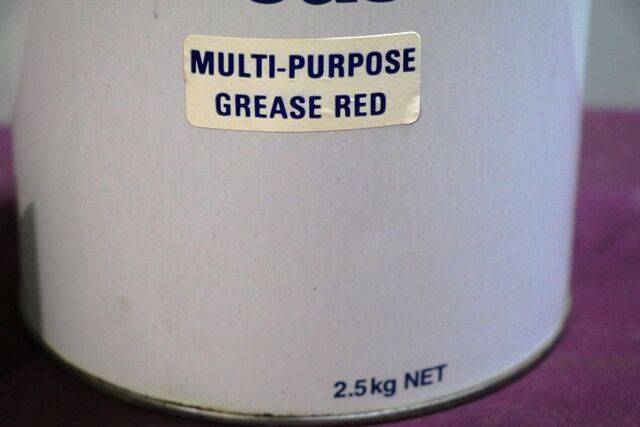 MULTI-PURPOSE
GREASE RED
2.5kg NET